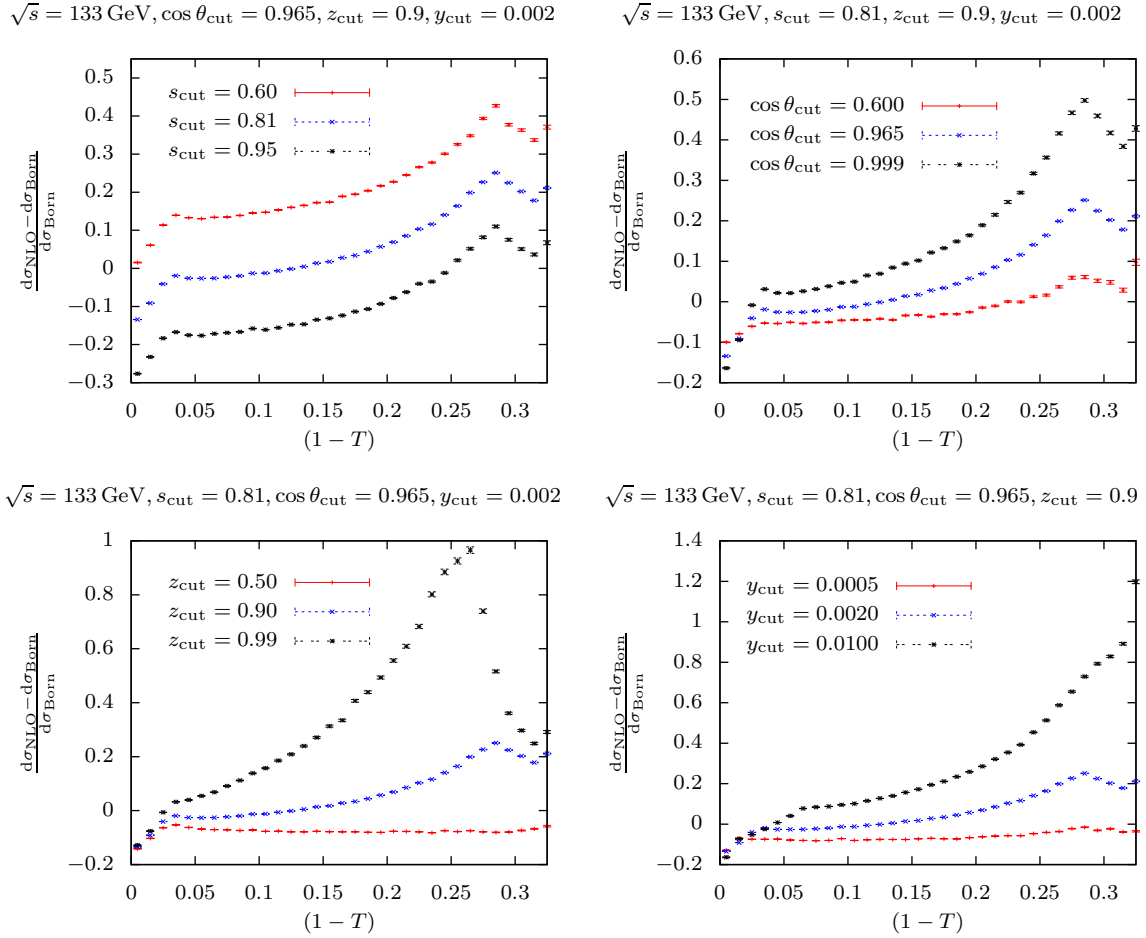 √s = 133 GeV, cos θcut = 0.965, zcut = 0.9, ycut = 0.002
0.5
0.4
0.3
0.2
0.1
0
−0.1
−0.2
−0.3
scut = 0.60
scut = 0.81
scut = 0.95
dσNLO−dσBorn
dσBorn
0 0.05 0.1 0.15 0.2 0.25 0.3
(1 − T)
√s = 133 GeV, scut = 0.81, zcut = 0.9, ycut = 0.002
0.6
0.5
0.4
0.3
0.2
0.1
0
−0.1
−0.2
cos θcut = 0.600
cos θcut = 0.965
cos θcut = 0.999
dσNLO−dσBorn
dσBorn
0 0.05 0.1 0.15 0.2 0.25 0.3
(1 − T)
√s = 133 GeV, scut = 0.81, cos θcut = 0.965, ycut = 0.002
1
0.8
0.6
0.4
0.2
0
−0.2
zcut = 0.50
zcut = 0.90
zcut = 0.99
dσNLO−dσBorn
dσBorn
0 0.05 0.1 0.15 0.2 0.25 0.3
(1 − T)
√s = 133 GeV, scut = 0.81, cos θcut = 0.965, zcut = 0.9
1.4
1.2
1
0.8
0.6
0.4
0.2
0
−0.2
ycut = 0.0005
ycut = 0.0020
ycut = 0.0100
dσNLO−dσBorn
dσBorn
0 0.05 0.1 0.15 0.2 0.25 0.3
(1 − T)